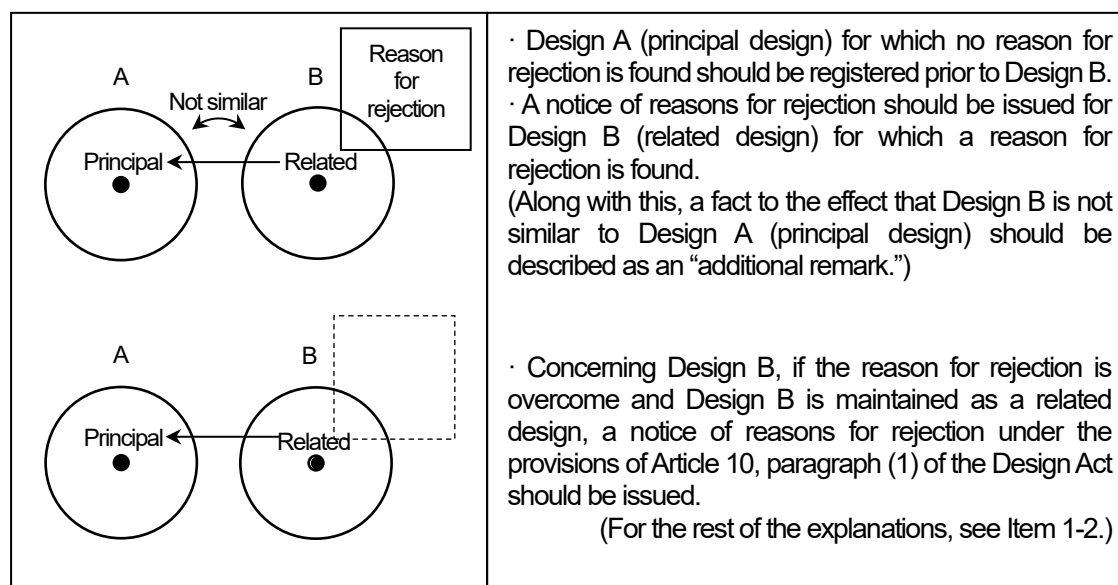 Reason
for
rejection
A
B
Not similar
Principal
Related
A
B
Principal
Related
· Design A (principal design) for which no reason for
rejection is found should be registered prior to Design B.
· A notice of reasons for rejection should be issued for
Design B (related design) for which a reason for
rejection is found.
(Along with this, a fact to the effect that Design B is not
similar to Design A (principal design) should be
described as an “additional remark.”)
· Concerning Design B, if the reason for rejection is
overcome and Design B is maintained as a related
design, a notice of reasons for rejection under the
provisions of Article 10, paragraph (1) of the Design Act
should be issued.
(For the rest of the explanations, see Item 1-2.)